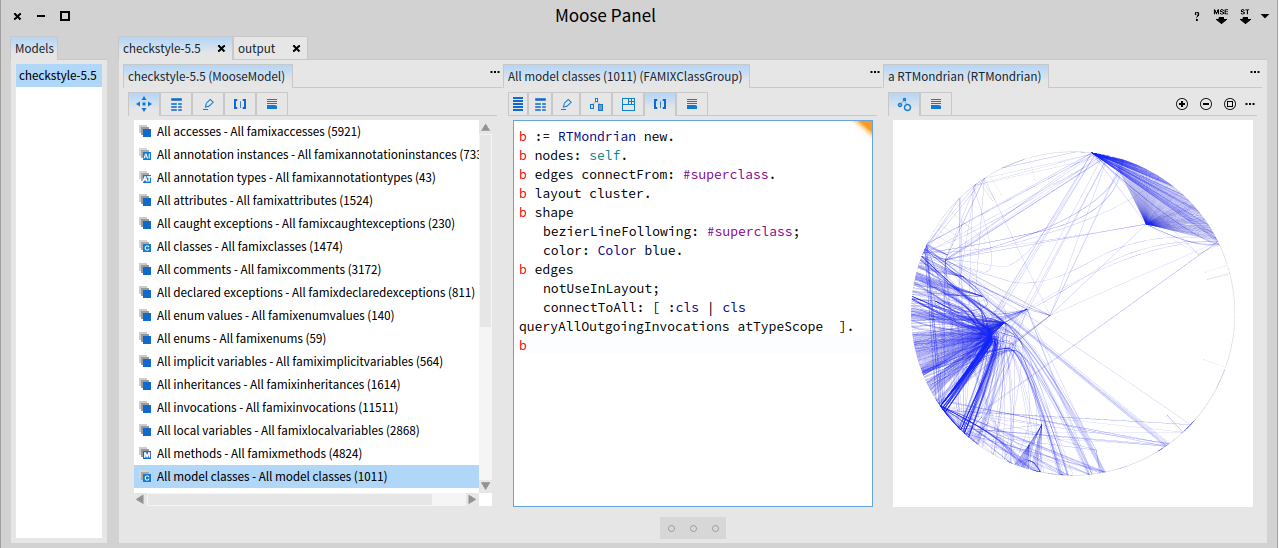 Moose Panel
? MSE ST
Models
checkstyle-5.5
checkstyle-5.5 output
checkstyle-5.5 (MooseModel)
All accesses - All famixaccesses (5921)
All annotation instances - All famixannotationinstances (733
All annotation types - All famixannotationtypes (43)
All attributes - All famixattributes (1524)
All caught exceptions - All famixcaughtexceptions (230)
All classes - All famixclasses (1474)
All comments - All famixcomments (3172)
All declared exceptions - All famixdeclaredexceptions (811)
All enum values - All famixenumvalues (140)
All enums - All famixenums (59)
All implicit variables - All famiximplicitvariables (564)
All inheritances - All famixinheritances (1614)
All invocations - All famixinvocations (11511)
All local variables - All famixlocalvariables (2868)
All methods - All famixmethods (4824)
All model classes - All model classes (1011)
All model classes (1011) (FAMIXClassGroup)
b := RTMondrian new.
b nodes: self.
b edges connectFrom: #superclass.
b layout cluster.
b shape
bezierLineFollowing: #superclass;
color: Color blue.
b edges
notUseInLayout;
connectToAll: [ :cls | cls
queryAllOutgoingInvocations atTypeScope ].
b
a RTMondrian (RTMondrian)